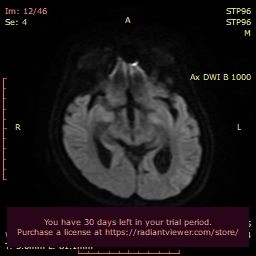 Im: 12/46
Se: 4
A
STP96
STP96
M
Ax DWI B 1000
R
L
You have 30 days left in your trial period.
Purchase a license at https://radiantviewer.com/store/